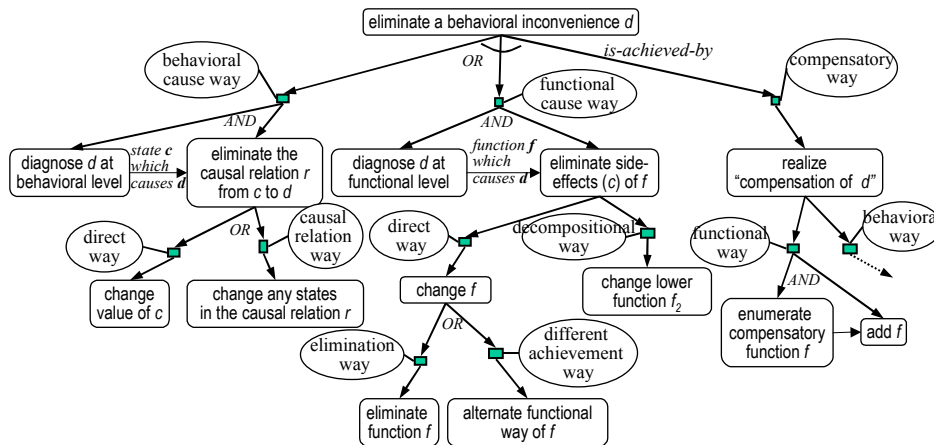 eliminate a behavioral inconvenience d
is-achieved-by
OR
behavioral
cause way
functional
cause way
compensatory
way
AND
AND
diagnose d at
behavioral level
state c
which
causes d
eliminate the
causal relation r
from c to d
diagnose d at
functional level
function f
which
causes d
eliminate side-
effects (c) of f
realize
“compensation of d”
direct
way
OR
causal
relation
way
direct
way
decompositional
way
functional
way
behavioral
way
change
value of c
change any states
in the causal relation r
change f
change lower
function f2
AND
enumerate
compensatory
function f
add f
OR
elimination
way
different
achievement
way
eliminate
function f
alternate functional
way of f